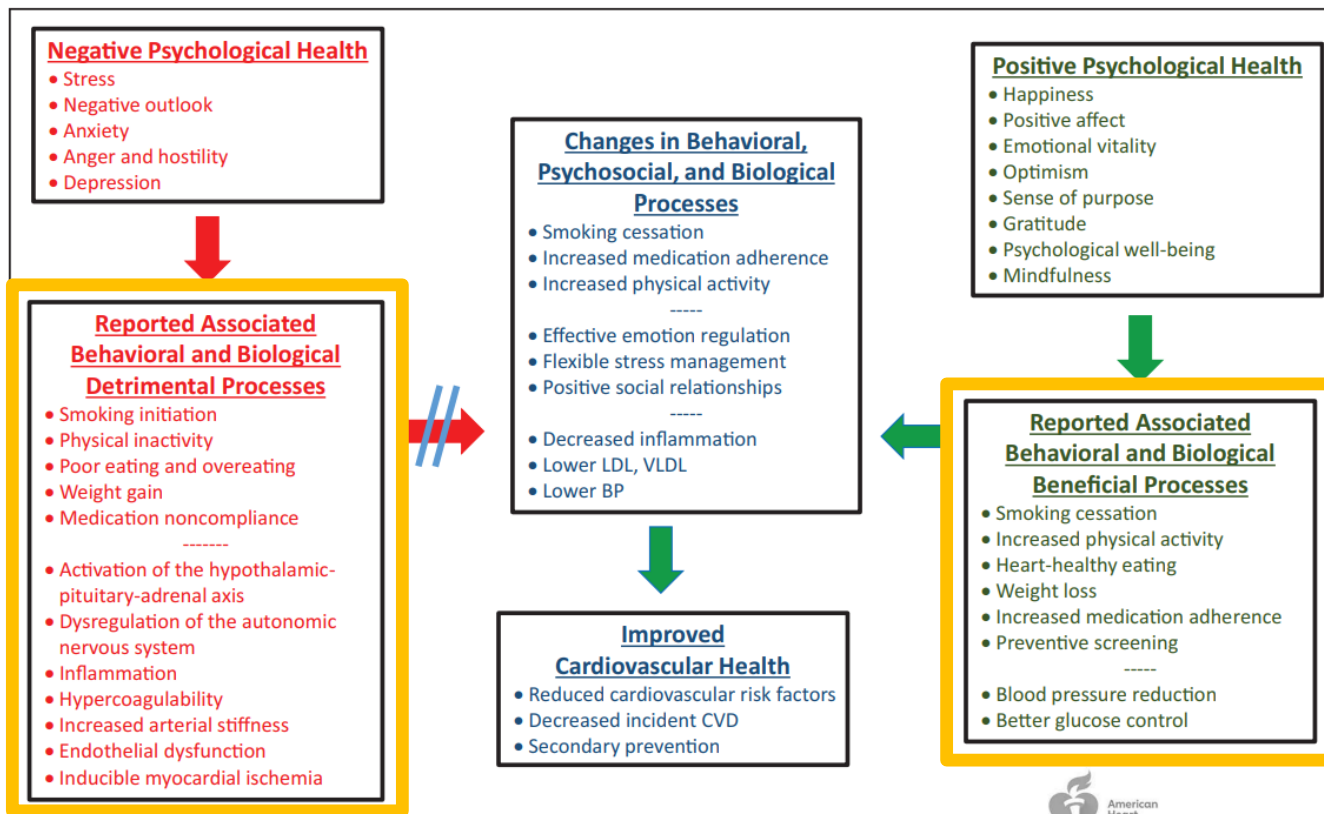 Negative Psychological Health
• Stress
• Negative outlook
• Anxiety
• Anger and hostility
• Depression
Reported Associated
Behavioral and Biological
Detrimental Processes
• Smoking initiation
• Physical inactivity
• Poor eating and overeating
• Weight gain
• Medication noncompliance
-------
• Activation of the hypothalamic-
pituitary-adrenal axis
• Dysregulation of the autonomic
nervous system
• Inflammation
• Hypercoagulability
• Increased arterial stiffness
• Endothelial dysfunction
• Inducible myocardial ischemia
Changes in Behavioral,
Psychosocial, and Biological
Processes
• Smoking cessation
• Increased medication adherence
• Increased physical activity
-----
• Effective emotion regulation
• Flexible stress management
• Positive social relationships
-----
• Decreased inflammation
• Lower LDL, VLDL
• Lower BP
Improved
Cardiovascular Health
• Reduced cardiovascular risk factors
• Decreased incident CVD
• Secondary prevention
Positive Psychological Health
• Happiness
• Positive affect
• Emotional vitality
• Optimism
• Sense of purpose
• Gratitude
• Psychological well-being
• Mindfulness
Reported Associated
Behavioral and Biological
Beneficial Processes
• Smoking cessation
• Increased physical activity
• Heart-healthy eating
• Weight loss
• Increased medication adherence
• Preventive screening
-----
• Blood pressure reduction
• Better glucose control
American
Heart